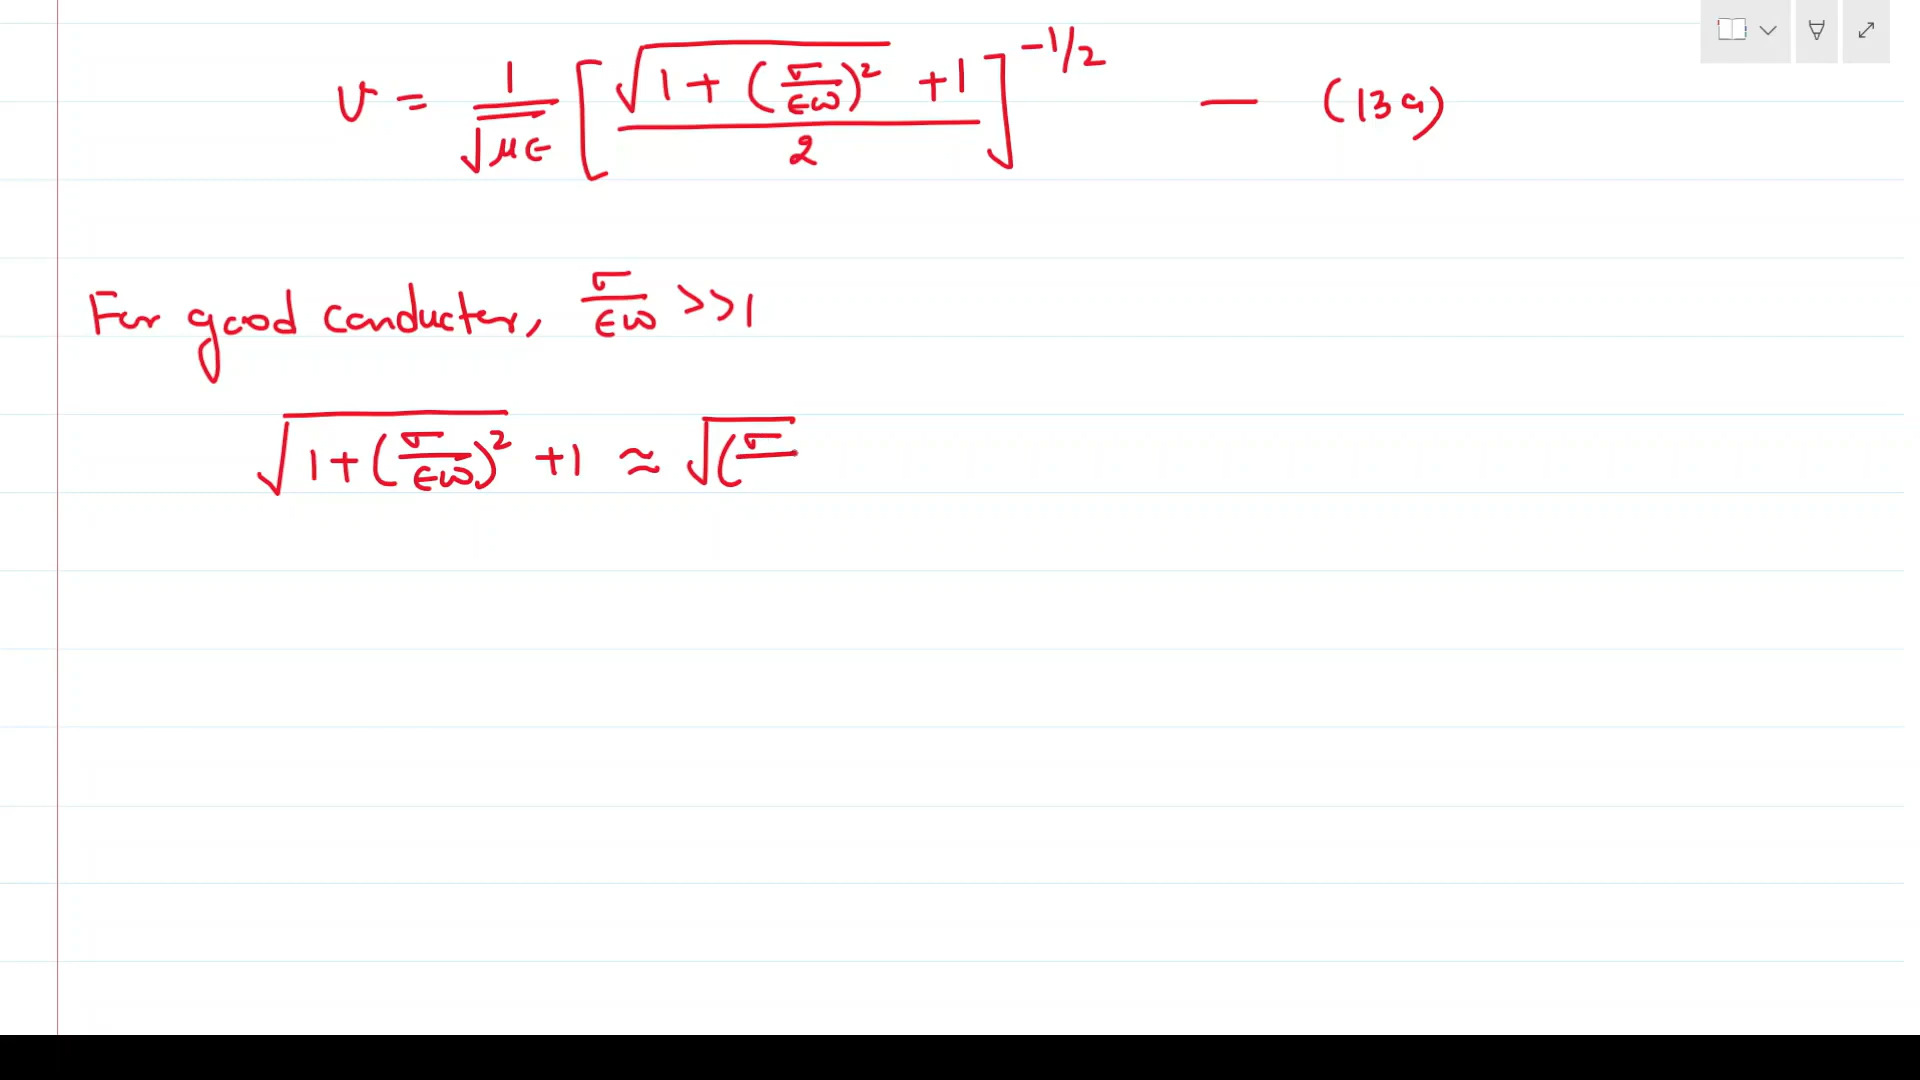 v = 1/√με [ (√(1 + (σ/εω)²) + 1) / 2 ]^(-1/2) — (13a)
For good conductor, σ/εω >> 1
√(1 + (σ/εω)²) + 1 ≈ √(σ/